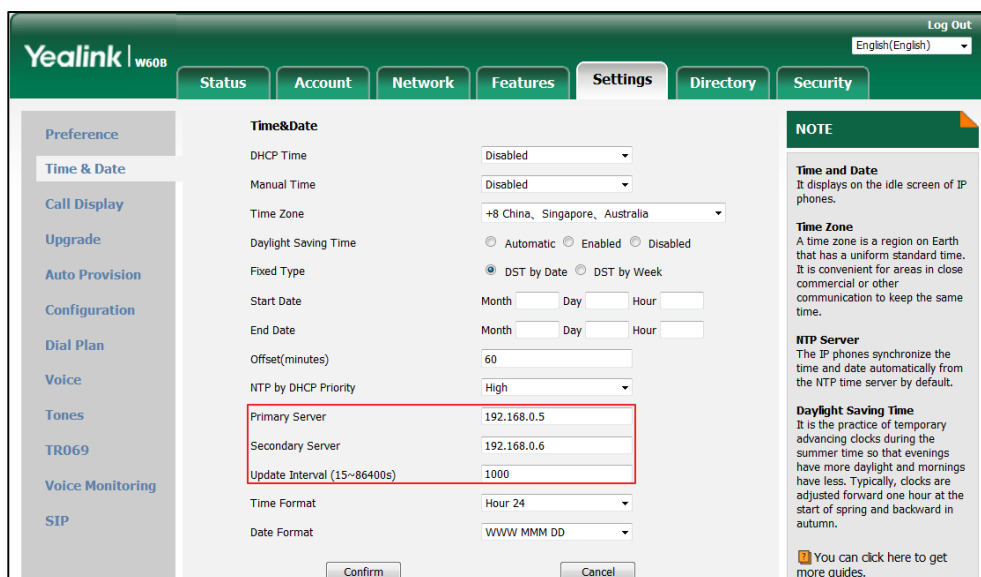 Log Out
Yealink | W60B
English(English)
Status Account Network Features Settings Directory Security
Preference
Time & Date
Call Display
Upgrade
Auto Provision
Configuration
Dial Plan
Voice
Tones
TR069
Voice Monitoring
SIP
Time&Date
DHCP Time Disabled
Manual Time Disabled
Time Zone +8 China、Singapore、Australia
Daylight Saving Time Automatic Enabled Disabled
Fixed Type DST by Date DST by Week
Start Date Month Day Hour
End Date Month Day Hour
Offset(minutes) 60
NTP by DHCP Priority High
Primary Server 192.168.0.5
Secondary Server 192.168.0.6
Update Interval (15~86400s) 1000
Time Format Hour 24
Date Format WWW MMM DD
Confirm Cancel
NOTE
Time and Date
It displays on the idle screen of IP
phones.
Time Zone
A time zone is a region on Earth
that has a uniform standard time.
It is convenient for areas in close
commercial or other
communication to keep the same
time.
NTP Server
The IP phones synchronize the
time and date automatically from
the NTP time server by default.
Daylight Saving Time
It is the practice of temporary
advancing clocks during the
summer time so that evenings
have more daylight and mornings
have less. Typically, clocks are
adjusted forward one hour at the
start of spring and backward in
autumn.
You can click here to get
more guides.